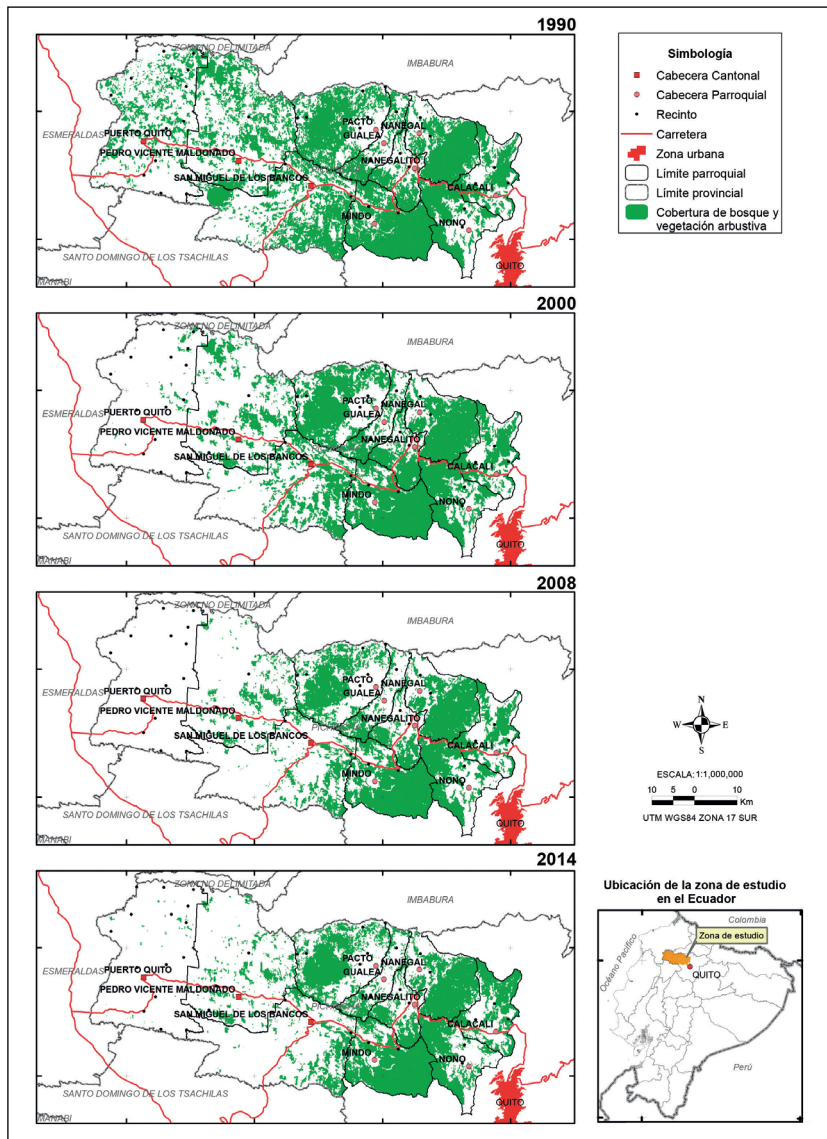 1990
ZONA NO DELIMITADA
IMBABURA
ESMERALDAS
PUERTO QUITO
PACTO
NANEGAL
GUALEA
PEDRO VICENTE MALDONADO
NANEGALITO
SAN MIGUEL DE LOS BANCOS
CALACALI
MINDO
NONO
SANTO DOMINGO DE LOS TSACHILAS
QUITO
MANABI
Simbología
Cabecera Cantonal
Cabecera Parroquial
Recinto
Carretera
Zona urbana
Límite parroquial
Límite provincial
Cobertura de bosque y
vegetación arbustiva
2000
ZONA NO DELIMITADA
IMBABURA
ESMERALDAS
PUERTO QUITO
PACTO
NANEGAL
GUALEA
PEDRO VICENTE MALDONADO
NANEGALITO
SAN MIGUEL DE LOS BANCOS
CALACALI
MINDO
NONO
SANTO DOMINGO DE LOS TSACHILAS
QUITO
MANABI
2008
ZONA NO DELIMITADA
IMBABURA
ESMERALDAS
PUERTO QUITO
PACTO
NANEGAL
GUALEA
PEDRO VICENTE MALDONADO
NANEGALITO
SAN MIGUEL DE LOS BANCOS
CALACALI
MINDO
NONO
SANTO DOMINGO DE LOS TSACHILAS
QUITO
MANABI
N
W E
S
ESCALA: 1:1,000,000
10 5 0 10
Km
UTM WGS84 ZONA 17 SUR
2014
ZONA NO DELIMITADA
IMBABURA
ESMERALDAS
PUERTO QUITO
PACTO
NANEGAL
GUALEA
PEDRO VICENTE MALDONADO
NANEGALITO
SAN MIGUEL DE LOS BANCOS
CALACALI
MINDO
NONO
SANTO DOMINGO DE LOS TSACHILAS
QUITO
MANABI
Ubicación de la zona de estudio
en el Ecuador
Colombia
Zona de estudio
Océano Pacífico
QUITO
Perú